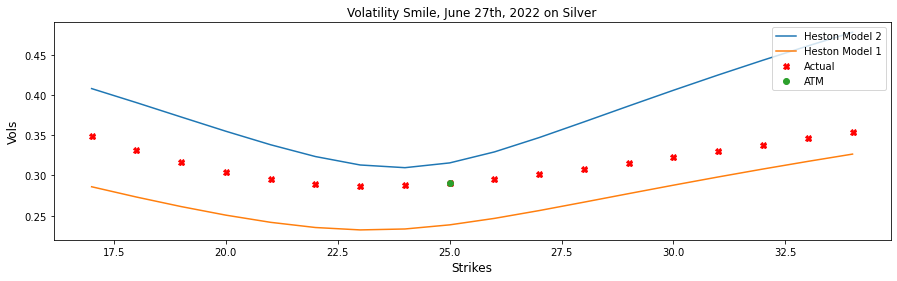 Volatility Smile, June 27th, 2022 on Silver
Heston Model 2
Heston Model 1
Actual
ATM
0.45
0.40
0.35
0.30
0.25
Vols
17.5 20.0 22.5 25.0 27.5 30.0 32.5
Strikes